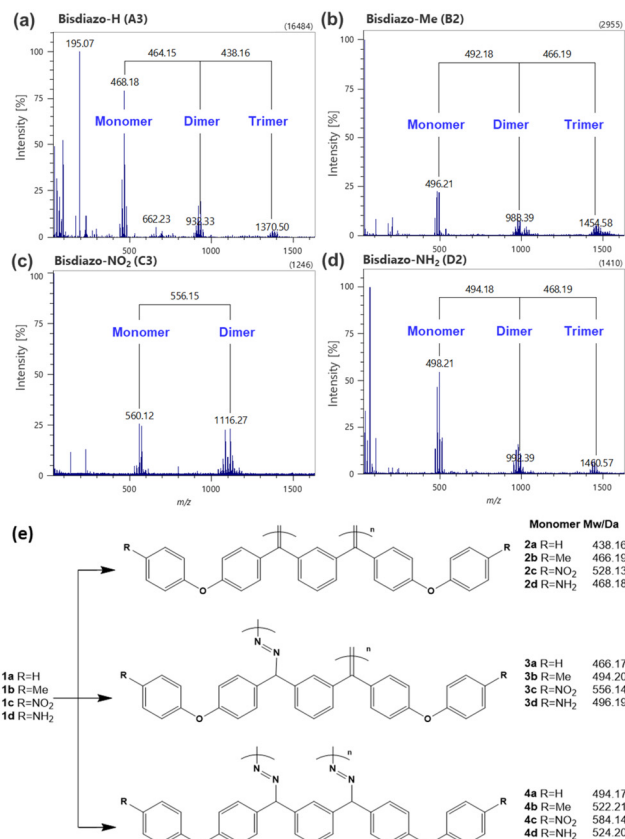 (a) Bisdiazo-H (A3) (16484)
195.07
464.15 438.16
468.18
Monomer Dimer Trimer
662.23 1370.50
Intensity [%]
100
75
50
25
0
500 1000 1500
(b) Bisdiazo-Me (B2) (2955)
492.18 466.19
Monomer Dimer Trimer
496.21
988.39
1454.58
Intensity [%]
100
75
50
25
0
500 1000 1500
(c) Bisdiazo-NO₂ (C3) (1246)
556.15
Monomer Dimer
560.12 1116.27
Intensity [%]
100
75
50
25
0
500 1000 1500
m/z
(d) Bisdiazo-NH₂ (D2) (1410)
494.18 468.19
Monomer Dimer Trimer
498.21
1460.57
Intensity [%]
100
75
50
25
0
500 1000 1500
m/z
(e)
Monomer Mw/Da
1a R=H
1b R=Me
1c R=NO₂
1d R=NH₂
R O n O R
2a R=H 438.16
2b R=Me 466.19
2c R=NO₂ 528.13
2d R=NH₂ 468.18
N N n
R O O R
3a R=H 466.17
3b R=Me 494.20
3c R=NO₂ 556.14
3d R=NH₂ 496.19
N N N N n
R R
4a R=H 494.17
4b R=Me 522.21
4c R=NO₂ 584.14
4d R=NH₂ 524.20